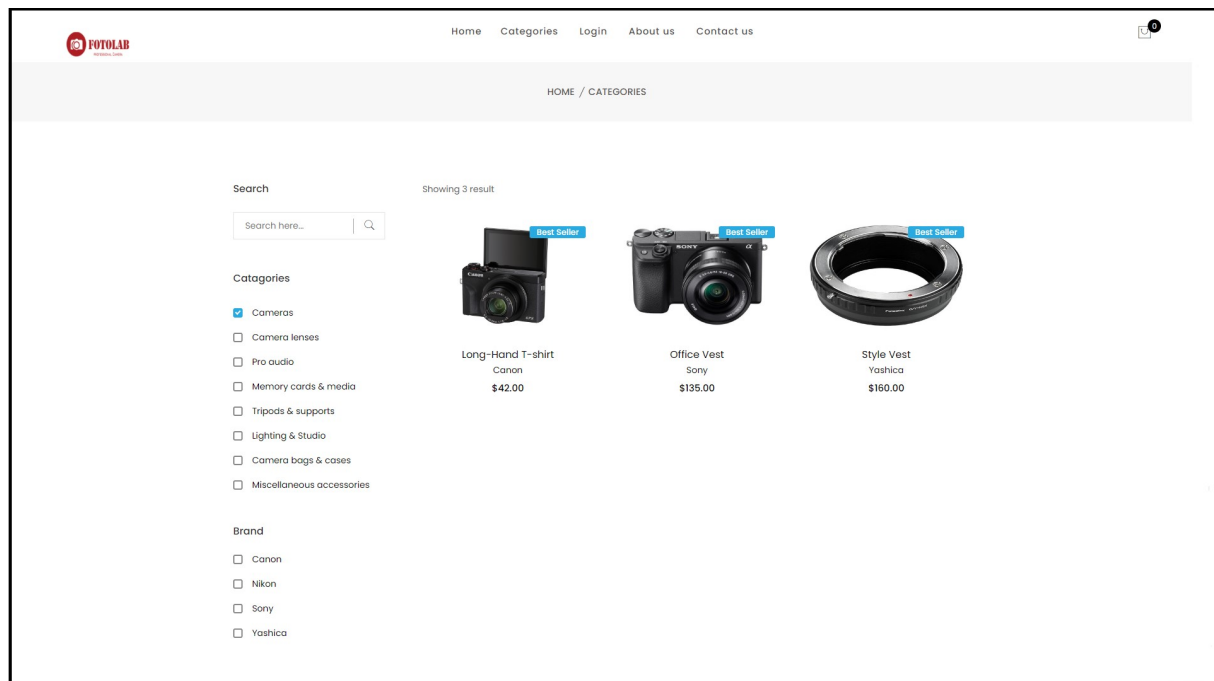 FOTOLAB
Home Categories Login About us Contact us
0
HOME / CATEGORIES
Search
Search here...
Catagories
Cameras
Camera lenses
Pro audio
Memory cards & media
Tripods & supports
Lighting & Studio
Camera bags & cases
Miscellaneous accessories
Brand
Canon
Nikon
Sony
Yashica
Showing 3 result
Best Seller
Canon
Long-Hand T-shirt
Canon
$42.00
Best Seller
SONY
α
Office Vest
Sony
$135.00
Best Seller
Style Vest
Yashica
$160.00